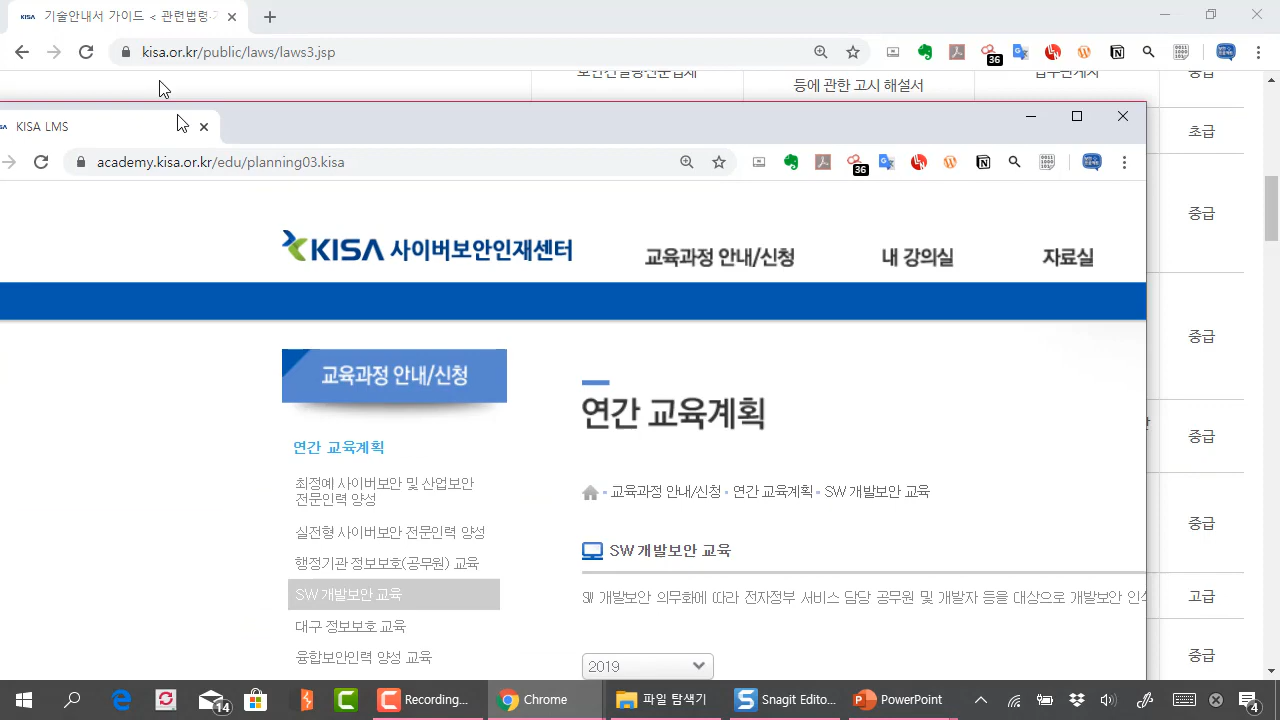 기술안내서 가이드 < 관련법령·기
kisa.or.kr/public/laws/laws3.jsp
36
등에 관한 고시 해설서
중급
초급
중급
중급
중급
중급
고급
중급
KISA LMS
academy.kisa.or.kr/edu/planning03.kisa
36
KISA 사이버보안인재센터
교육과정 안내/신청
내 강의실
자료실
교육과정 안내/신청
연간 교육계획
최정예 사이버보안 및 산업보안
전문인력 양성
실전형 사이버보안 전문인력 양성
행정기관 정보보호(공무원) 교육
SW 개발보안 교육
대구 정보보호 교육
융합보안인력 양성 교육
연간 교육계획
교육과정 안내/신청 연간 교육계획 SW 개발보안 교육
SW 개발보안 교육
SW 개발보안 의무화에 따라 전자정부 서비스 담당 공무원 및 개발자 등을 대상으로 개발보안 인식
2019
14
Recording...
Chrome
파일 탐색기
Snagit Edito...
PowerPoint
4